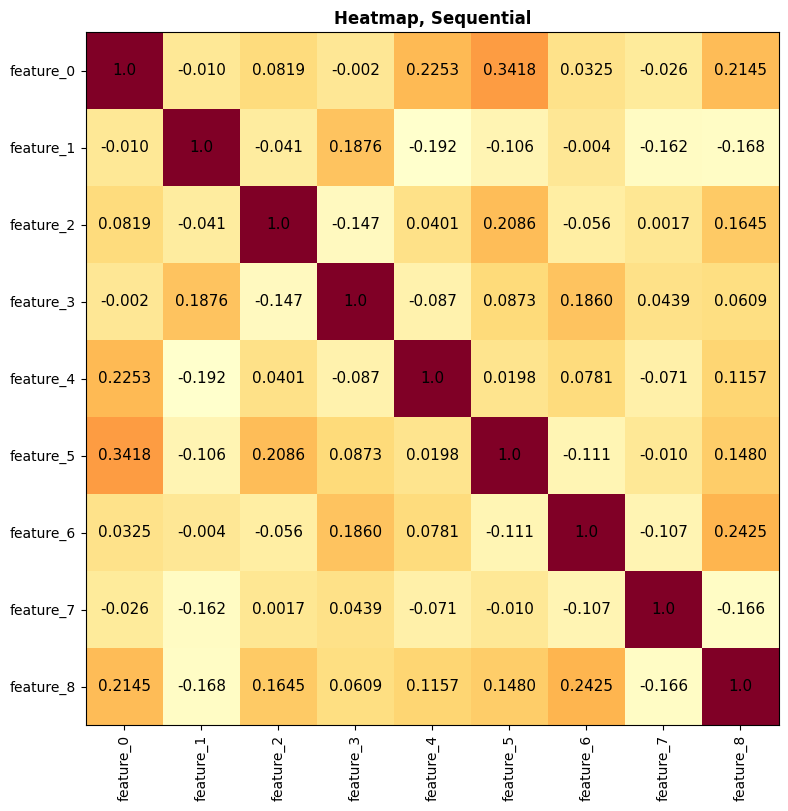 Heatmap, Sequential
feature_0 1.0 -0.010 0.0819 -0.002 0.2253 0.3418 0.0325 -0.026 0.2145
feature_1 -0.010 1.0 -0.041 0.1876 -0.192 -0.106 -0.004 -0.162 -0.168
feature_2 0.0819 -0.041 1.0 -0.147 0.0401 0.2086 -0.056 0.0017 0.1645
feature_3 -0.002 0.1876 -0.147 1.0 -0.087 0.0873 0.1860 0.0439 0.0609
feature_4 0.2253 -0.192 0.0401 -0.087 1.0 0.0198 0.0781 -0.071 0.1157
feature_5 0.3418 -0.106 0.2086 0.0873 0.0198 1.0 -0.111 -0.010 0.1480
feature_6 0.0325 -0.004 -0.056 0.1860 0.0781 -0.111 1.0 -0.107 0.2425
feature_7 -0.026 -0.162 0.0017 0.0439 -0.071 -0.010 -0.107 1.0 -0.166
feature_8 0.2145 -0.168 0.1645 0.0609 0.1157 0.1480 0.2425 -0.166 1.0
feature_0 feature_1 feature_2 feature_3 feature_4 feature_5 feature_6 feature_7 feature_8